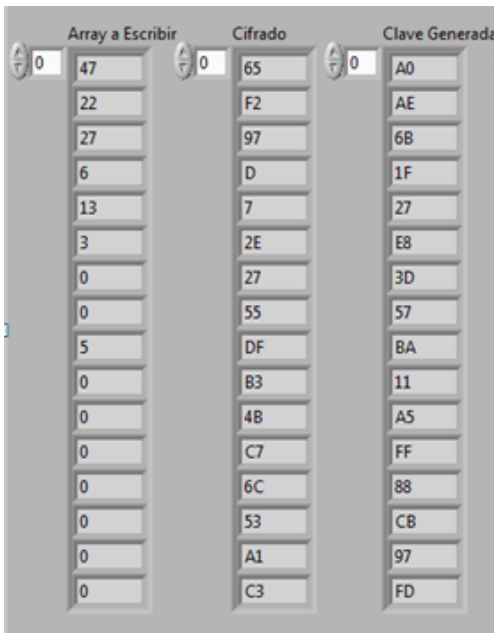 Array a Escribir Cifrado Clave Generada
0 47 0 65 0 A0
22 F2 AE
27 97 6B
6 D 1F
13 7 27
3 2E E8
0 27 3D
0 55 57
5 DF BA
0 B3 11
0 4B A5
0 C7 FF
0 6C 88
0 53 CB
0 A1 97
0 C3 FD